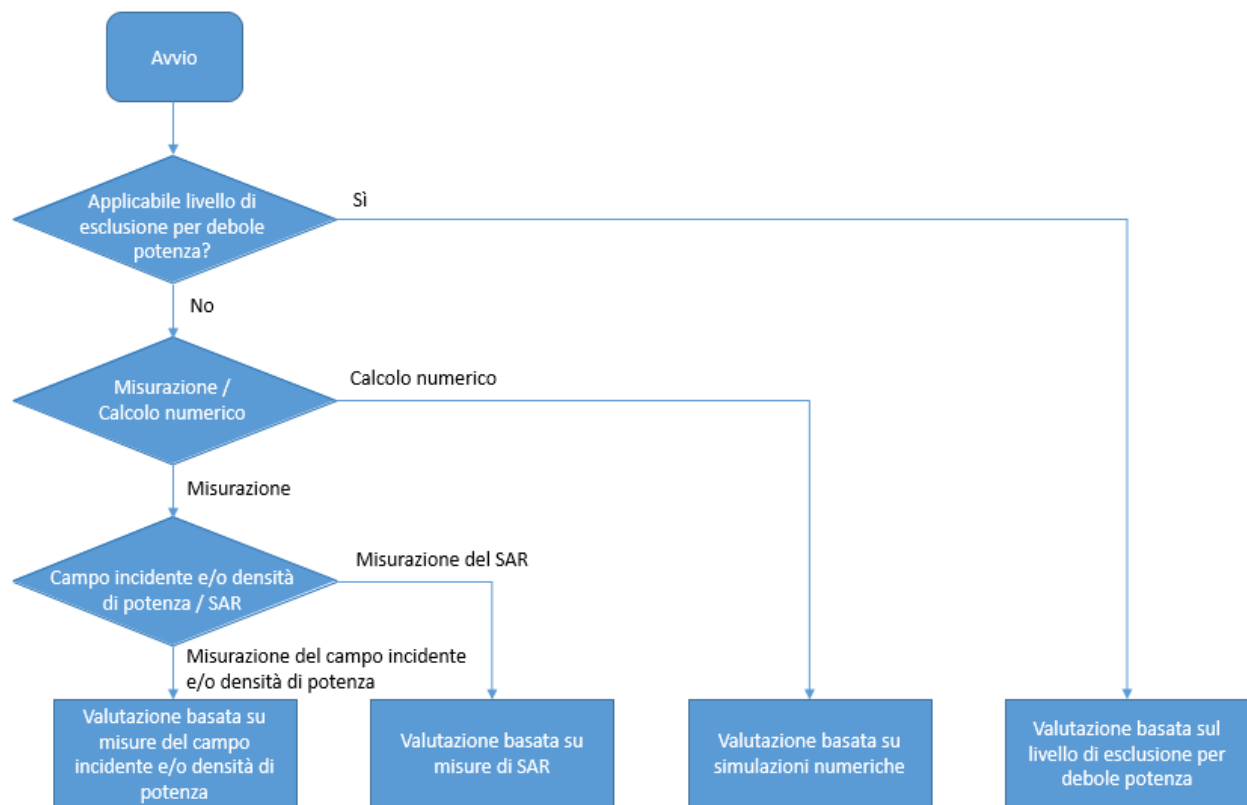 Avvio
Applicabile livello di
esclusione per debole
potenza?
Sì
No
Misurazione /
Calcolo numerico
Calcolo numerico
Misurazione
Campo incidente e/o densità
di potenza / SAR
Misurazione del SAR
Misurazione del campo incidente
e/o densità di potenza
Valutazione basata su
misure del campo
incidente e/o densità di
potenza
Valutazione basata su
misure di SAR
Valutazione basata su
simulazioni numeriche
Valutazione basata sul
livello di esclusione per
debole potenza